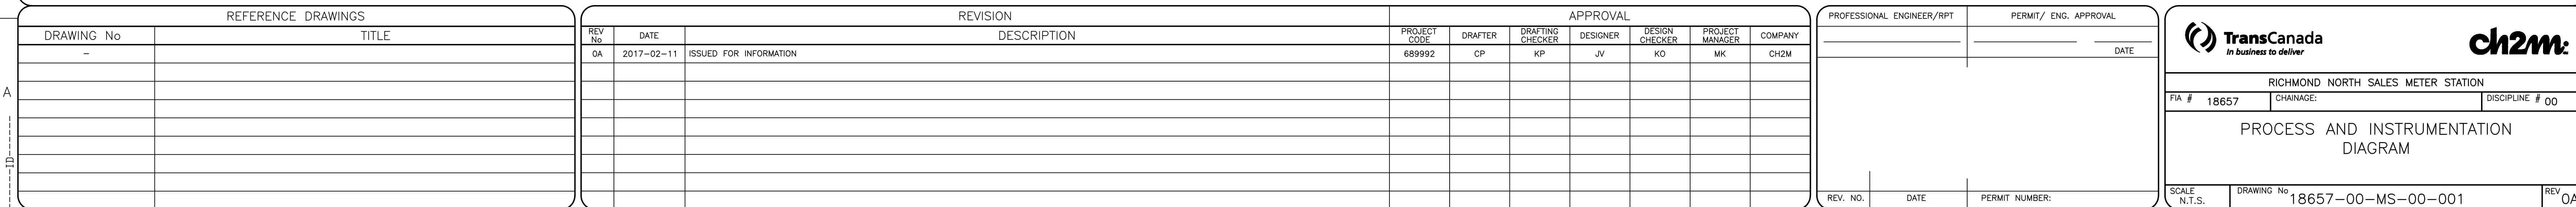 REFERENCE DRAWINGS
DRAWING No TITLE
-
REVISION APPROVAL
REV No DATE DESCRIPTION PROJECT CODE DRAFTER DRAFTING CHECKER DESIGNER DESIGN CHECKER PROJECT MANAGER COMPANY
0A 2017-02-11 ISSUED FOR INFORMATION 689992 CP KP JV KO MK CH2M
PROFESSIONAL ENGINEER/RPT PERMIT/ ENG. APPROVAL
DATE
REV. NO. DATE PERMIT NUMBER:
TransCanada
In business to deliver
ch2m:
RICHMOND NORTH SALES METER STATION
FIA # 18657 CHAINAGE: DISCIPLINE # 00
PROCESS AND INSTRUMENTATION
DIAGRAM
SCALE N.T.S. DRAWING No 18657-00-MS-00-001 REV 0A
A
ID